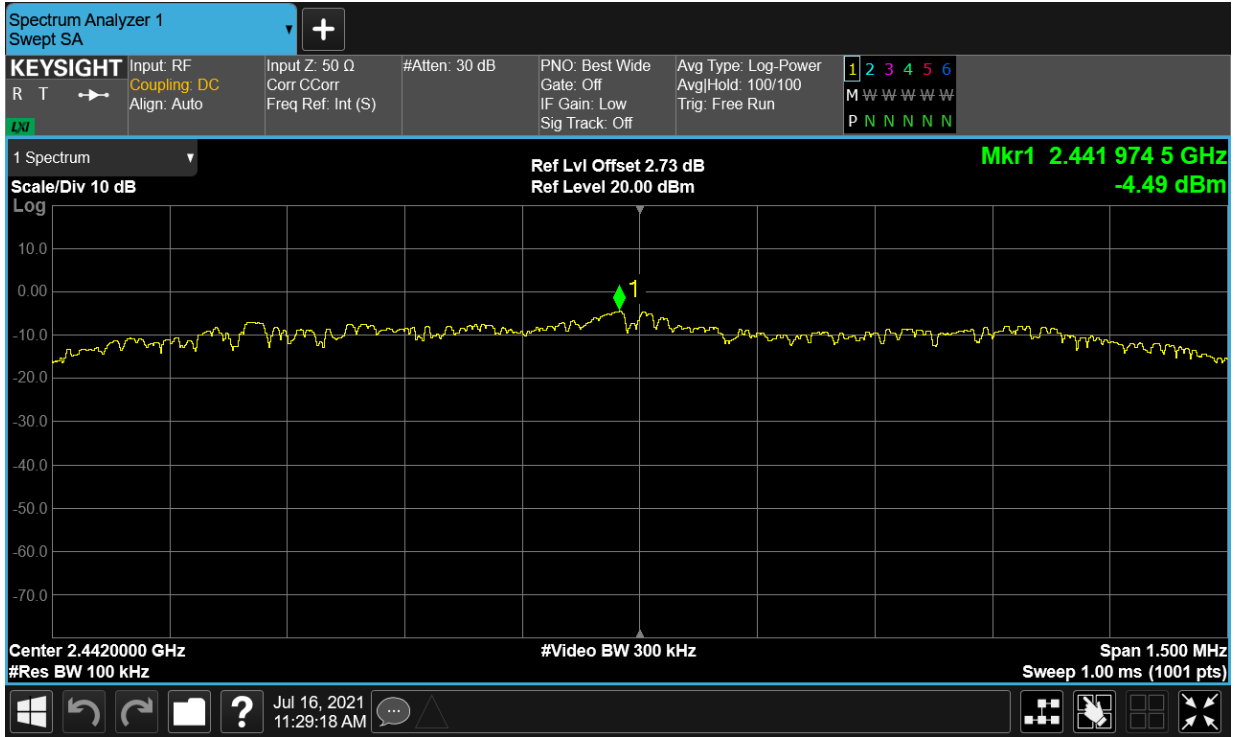 Spectrum Analyzer 1
Swept SA
KEYSIGHT
R T
LXI
Input: RF
Coupling: DC
Align: Auto
Input Z: 50 Ω
Corr CCorr
Freq Ref: Int (S)
#Atten: 30 dB
PNO: Best Wide
Gate: Off
IF Gain: Low
Sig Track: Off
Avg Type: Log-Power
Avg|Hold: 100/100
Trig: Free Run
1 2 3 4 5 6
M W W W W W
P N N N N N
1 Spectrum
Scale/Div 10 dB
Log
Ref Lvl Offset 2.73 dB
Ref Level 20.00 dBm
Mkr1 2.441 974 5 GHz
-4.49 dBm
10.0
0.00
1
-10.0
-20.0
-30.0
-40.0
-50.0
-60.0
-70.0
Center 2.4420000 GHz
#Res BW 100 kHz
#Video BW 300 kHz
Span 1.500 MHz
Sweep 1.00 ms (1001 pts)
?
Jul 16, 2021
11:29:18 AM